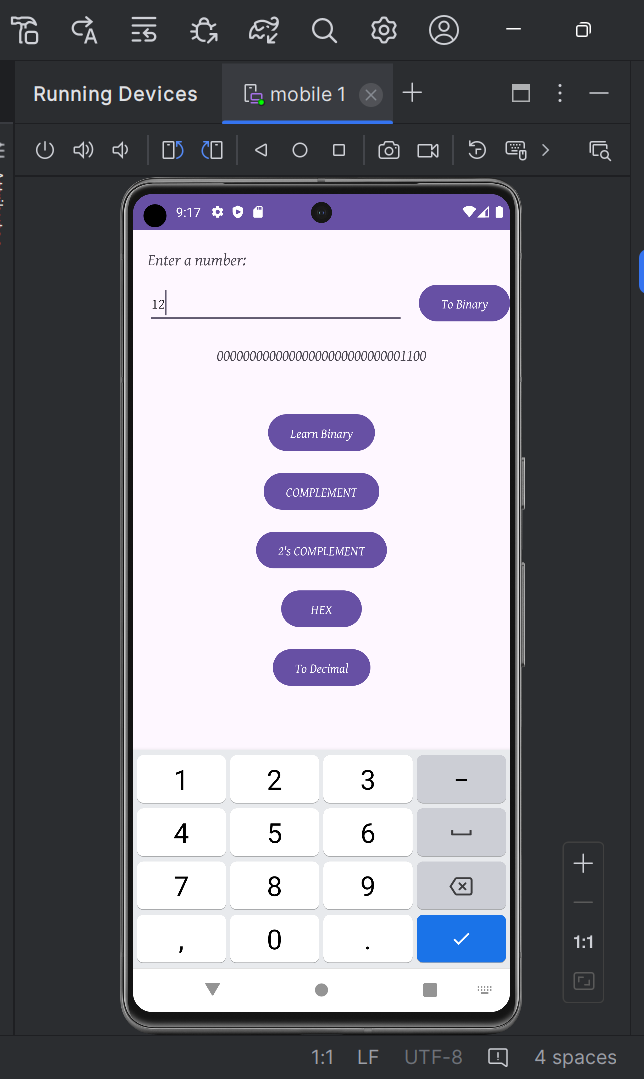 Running Devices
mobile 1
9:17
Enter a number:
12
To Binary
00000000000000000000000000001100
Learn Binary
COMPLEMENT
2's COMPLEMENT
HEX
To Decimal
1 2 3 -
4 5 6
7 8 9
, 0 .
1:1
1:1 LF UTF-8 4 spaces